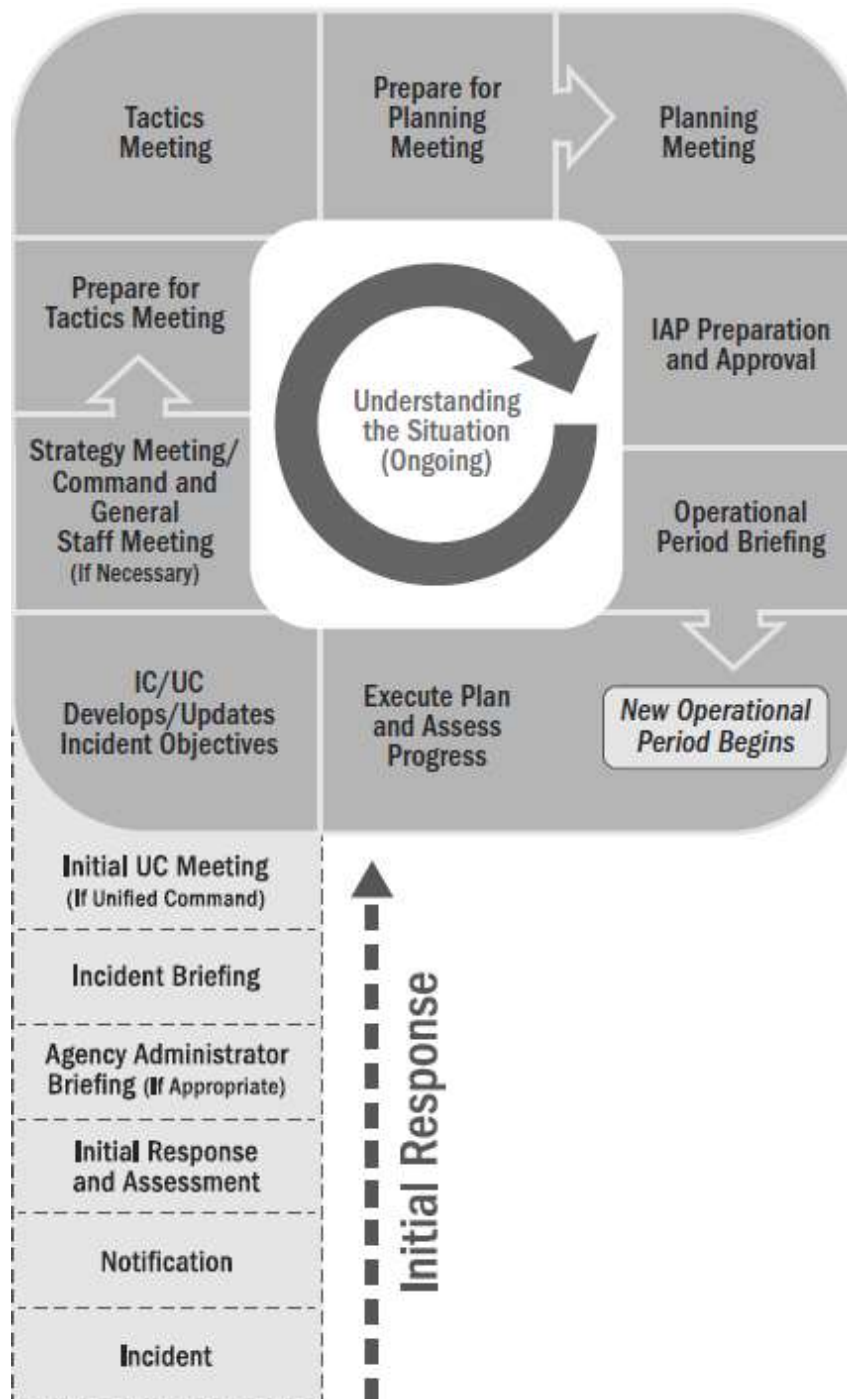 Tactics
Meeting
Prepare for
Planning
Meeting
Planning
Meeting
Prepare for
Tactics Meeting
IAP Preparation
and Approval
Understanding
the Situation
(Ongoing)
Strategy Meeting/
Command and
General
Staff Meeting
(If Necessary)
Operational
Period Briefing
IC/UC
Develops/Updates
Incident Objectives
Execute Plan
and Assess
Progress
New Operational
Period Begins
Initial UC Meeting
(If Unified Command)
Incident Briefing
Agency Administrator
Briefing (If Appropriate)
Initial Response
and Assessment
Notification
Incident
Initial Response